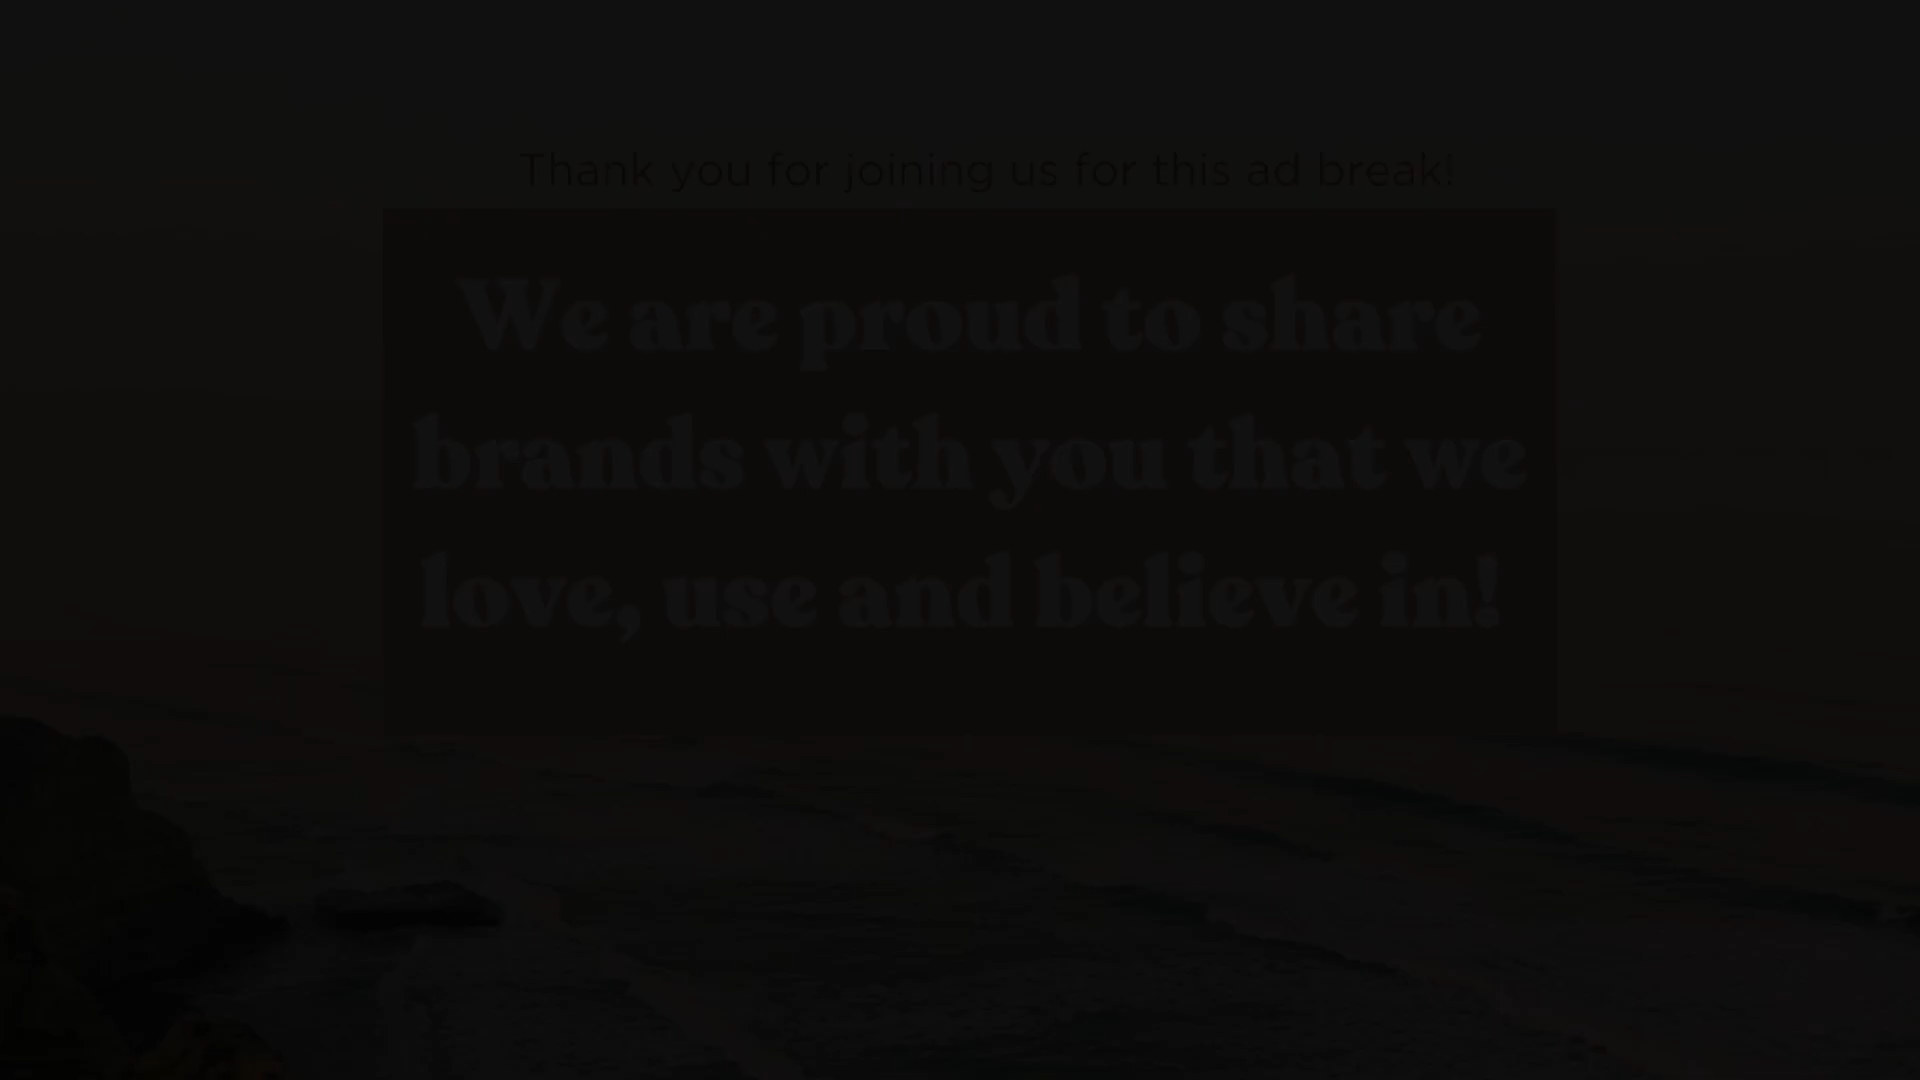 Thank you for joining us for this ad break!
We are proud to share
brands with you that we
love, use and believe in!